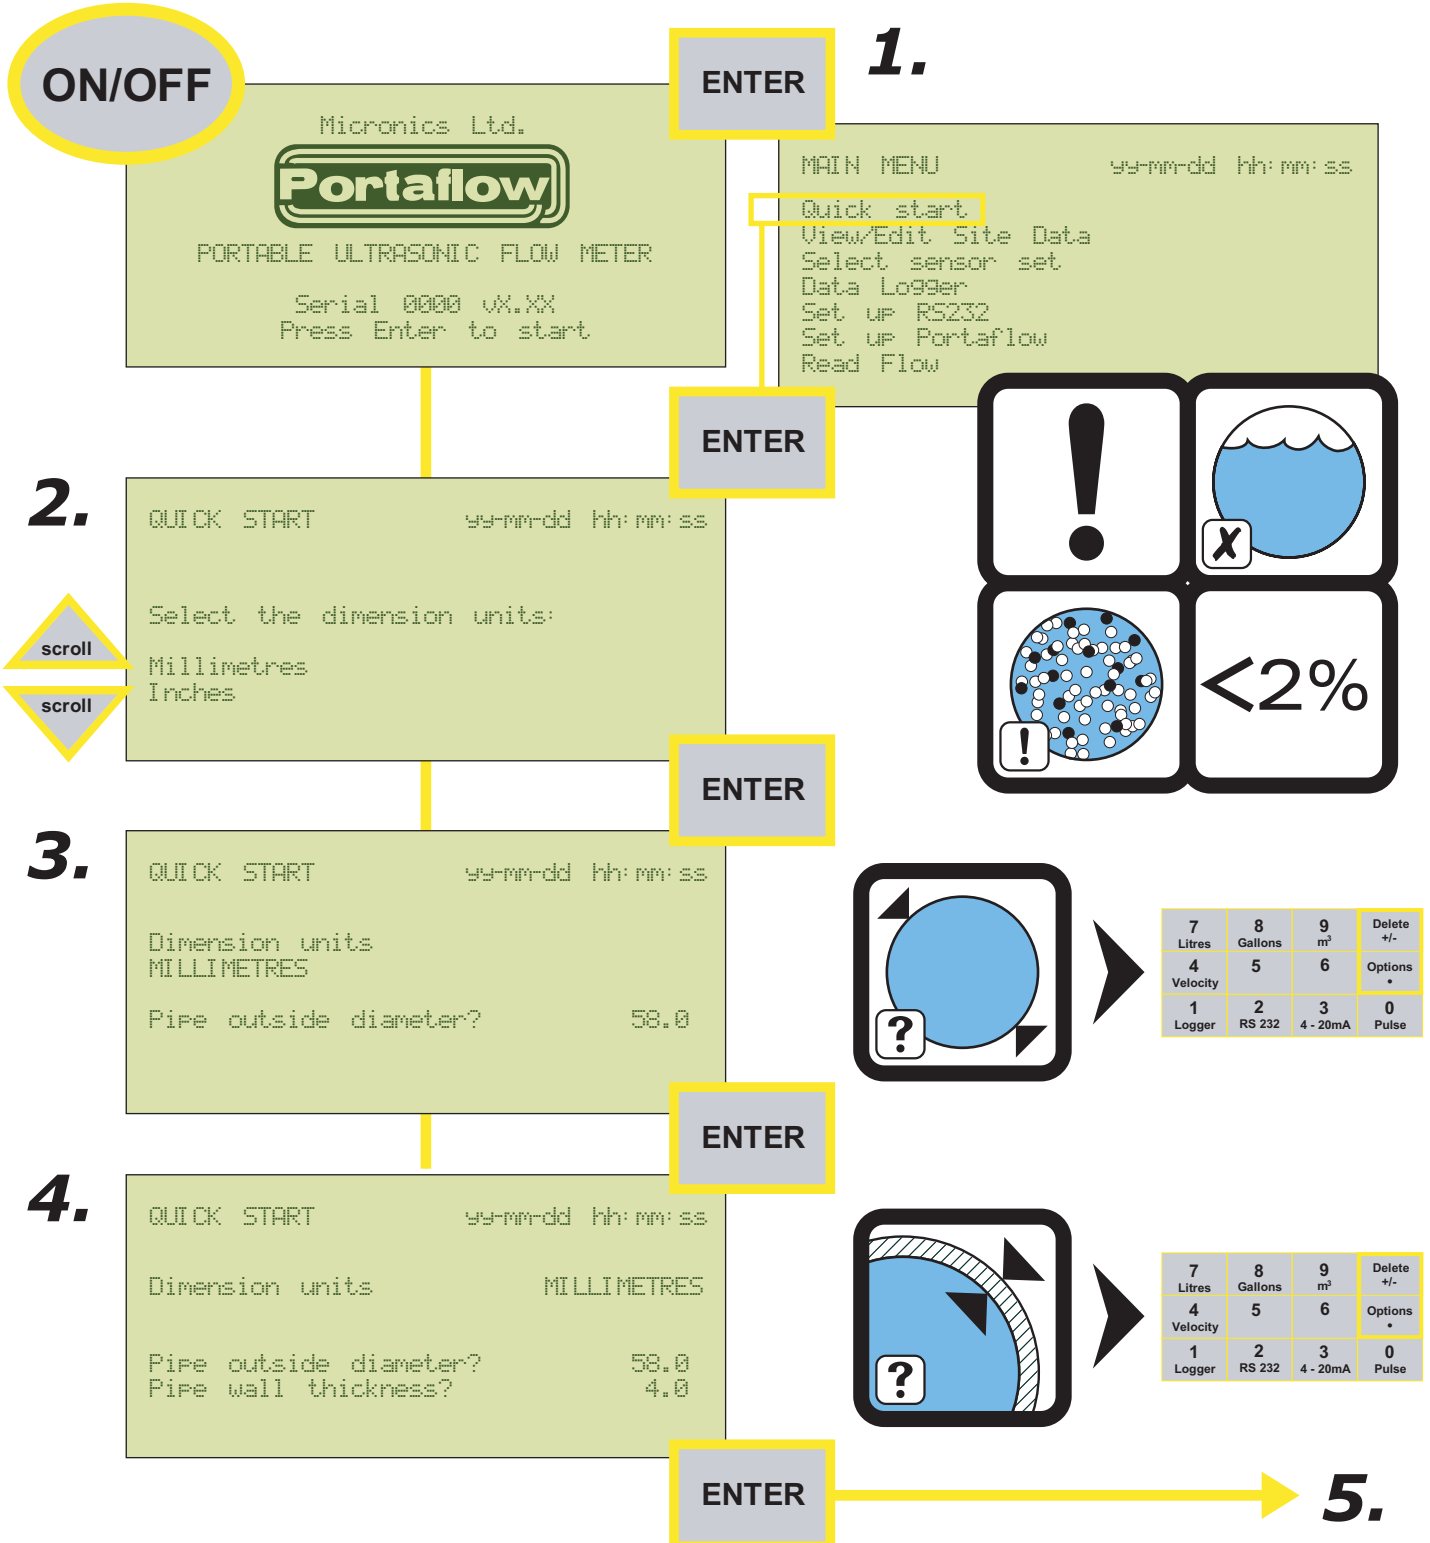 ON/OFF
Micronics Ltd.
Portaflow
PORTABLE ULTRASONIC FLOW METER
Serial 0000 vX.XX
Press Enter to start
ENTER
1.
MAIN MENU yy-mm-dd hh:mm:ss
Quick start
View/Edit Site Data
Select sensor set
Data Logger
Set up RS232
Set up Portaflow
Read Flow
ENTER
!
X
!
<2%
2.
QUICK START yy-mm-dd hh:mm:ss
Select the dimension units:
Millimetres
Inches
scroll
scroll
ENTER
3.
QUICK START yy-mm-dd hh:mm:ss
Dimension units
MILLIMETRES
Pipe outside diameter? 58.0
?
7 8 9 Delete
Litres Gallons m³ +/-
4 5 6 Options
Velocity •
1 2 3 0
Logger RS 232 4 - 20mA Pulse
ENTER
4.
QUICK START yy-mm-dd hh:mm:ss
Dimension units MILLIMETRES
Pipe outside diameter? 58.0
Pipe wall thickness? 4.0
?
7 8 9 Delete
Litres Gallons m³ +/-
4 5 6 Options
Velocity •
1 2 3 0
Logger RS 232 4 - 20mA Pulse
ENTER
5.